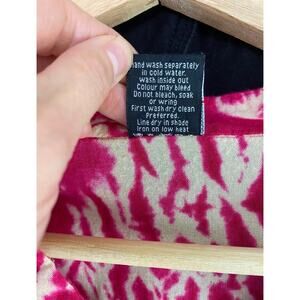 Hand wash separately
in cold water.
Wash inside out
Colour may bleed
Do not bleach, soak
or wring
First wash dry clean
Preferred.
Line dry in shade
Iron on low heat